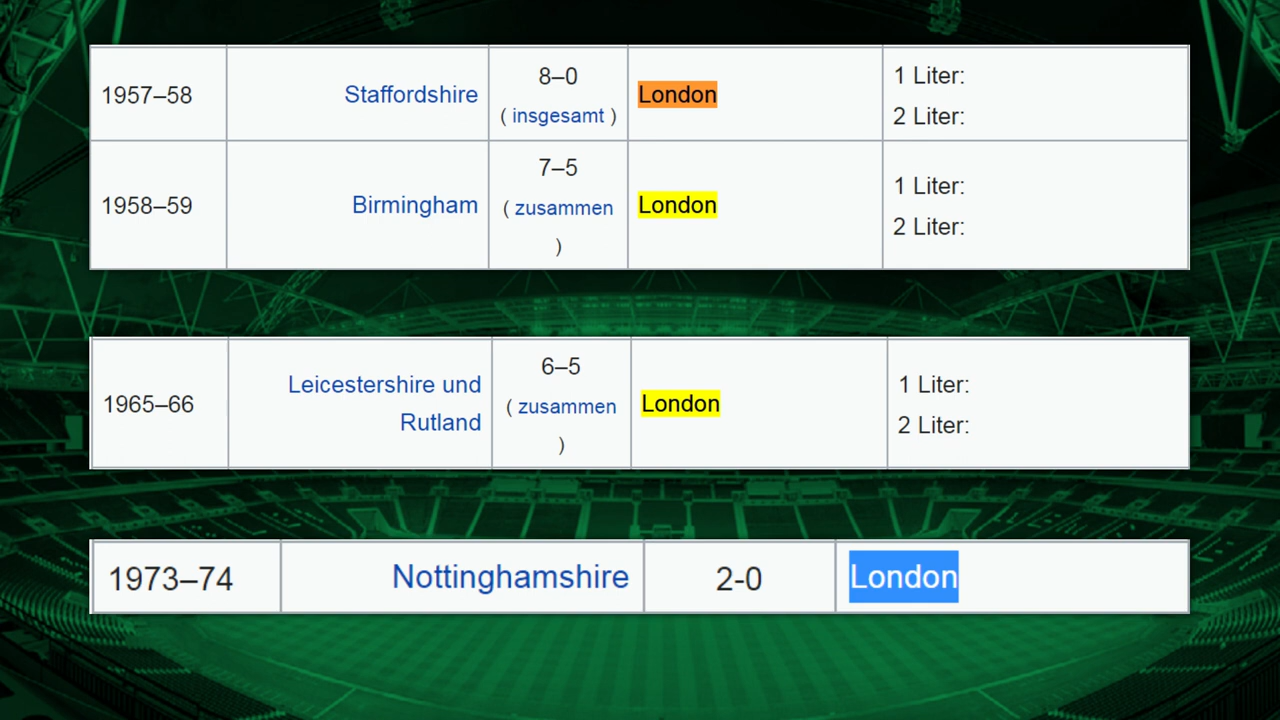 1957–58 Staffordshire 8–0 London 1 Liter:
( insgesamt ) 2 Liter:
1958–59 Birmingham 7–5 London 1 Liter:
( zusammen 2 Liter:
)
1965–66 Leicestershire und 6–5 London 1 Liter:
Rutland ( zusammen 2 Liter:
)
1973–74 Nottinghamshire 2-0 London